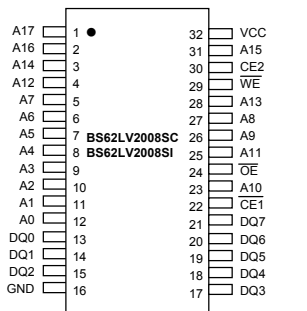 A17 1 32 VCC
A16 2 31 A15
A14 3 30 CE2
A12 4 29 W̅E̅
A7 5 28 A13
A6 6 27 A8
A5 7 BS62LV2008SC 26 A9
A4 8 BS62LV2008SI 25 A11
A3 9 24 O̅E̅
A2 10 23 A10
A1 11 22 C̅E̅1̅
A0 12 21 DQ7
DQ0 13 20 DQ6
DQ1 14 19 DQ5
DQ2 15 18 DQ4
GND 16 17 DQ3